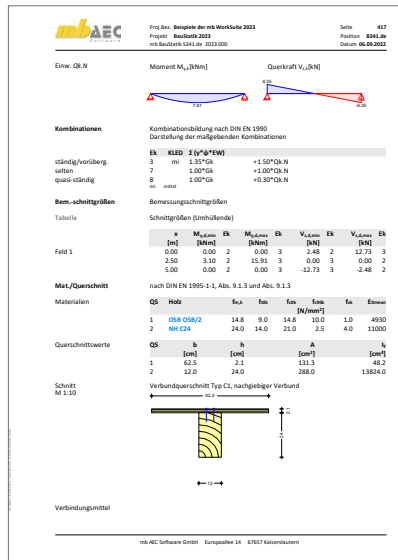 mbAEC
Software
Proj.Bez. Beispiele der mb WorkSuite 2023
Projekt Bausatik 2023
mb BauStatik S341.de 2023.000
Seite 417
Position B341.de
Datum 06.09.2022
Einw. Qk.N
Moment My,k[kNm]
Querkraft Vz,k[kN]
6.25
7.81
-6.25
Kombinationen
Kombinationsbildung nach DIN EN 1990
Darstellung der maßgebenden Kombinationen
Ek KLED Σ (γ*ψ*EW)
ständig/vorüberg. 3 mi 1.35*Gk +1.50*Qk.N
selten 7 1.00*Gk +1.00*Qk.N
quasi-ständig 8 1.00*Gk +0.30*Qk.N
mi: mittel
Bem.-schnittgrößen
Bemessungsschnittgrößen
Tabelle
Schnittgrößen (Umhüllende)
x My,d,min Ek My,d,max Ek Vz,d,min Ek Vz,d,max Ek
[m] [kNm] [kNm] [kN] [kN]
Feld 1 0.00 0.00 2 0.00 3 2.48 2 12.73 3
2.50 3.10 2 15.91 3 0.00 3 0.00 2
5.00 0.00 2 0.00 3 -12.73 3 -2.48 2
Mat./Querschnitt
nach DIN EN 1995-1-1, Abs. 9.1.3 und Abs. 9.1.3
Materialien
QS Holz fm,k ft0k fc0k fc90k fvk E0mean
[N/mm²]
1 OSB OSB/2 14.8 9.0 14.8 10.0 1.0 4930
2 NH C24 24.0 14.0 21.0 2.5 4.0 11000
Querschnittswerte
QS b h A Iy
[cm] [cm] [cm²] [cm⁴]
1 62.5 2.1 131.3 48.2
2 12.0 24.0 288.0 13824.0
Schnitt
M 1:10
Verbundquerschnitt Typ C1, nachgiebiger Verbund
62.5
2.1
24
12
Verbindungsmittel
mb AEC Software GmbH Europaallee 14 67657 Kaiserslautern